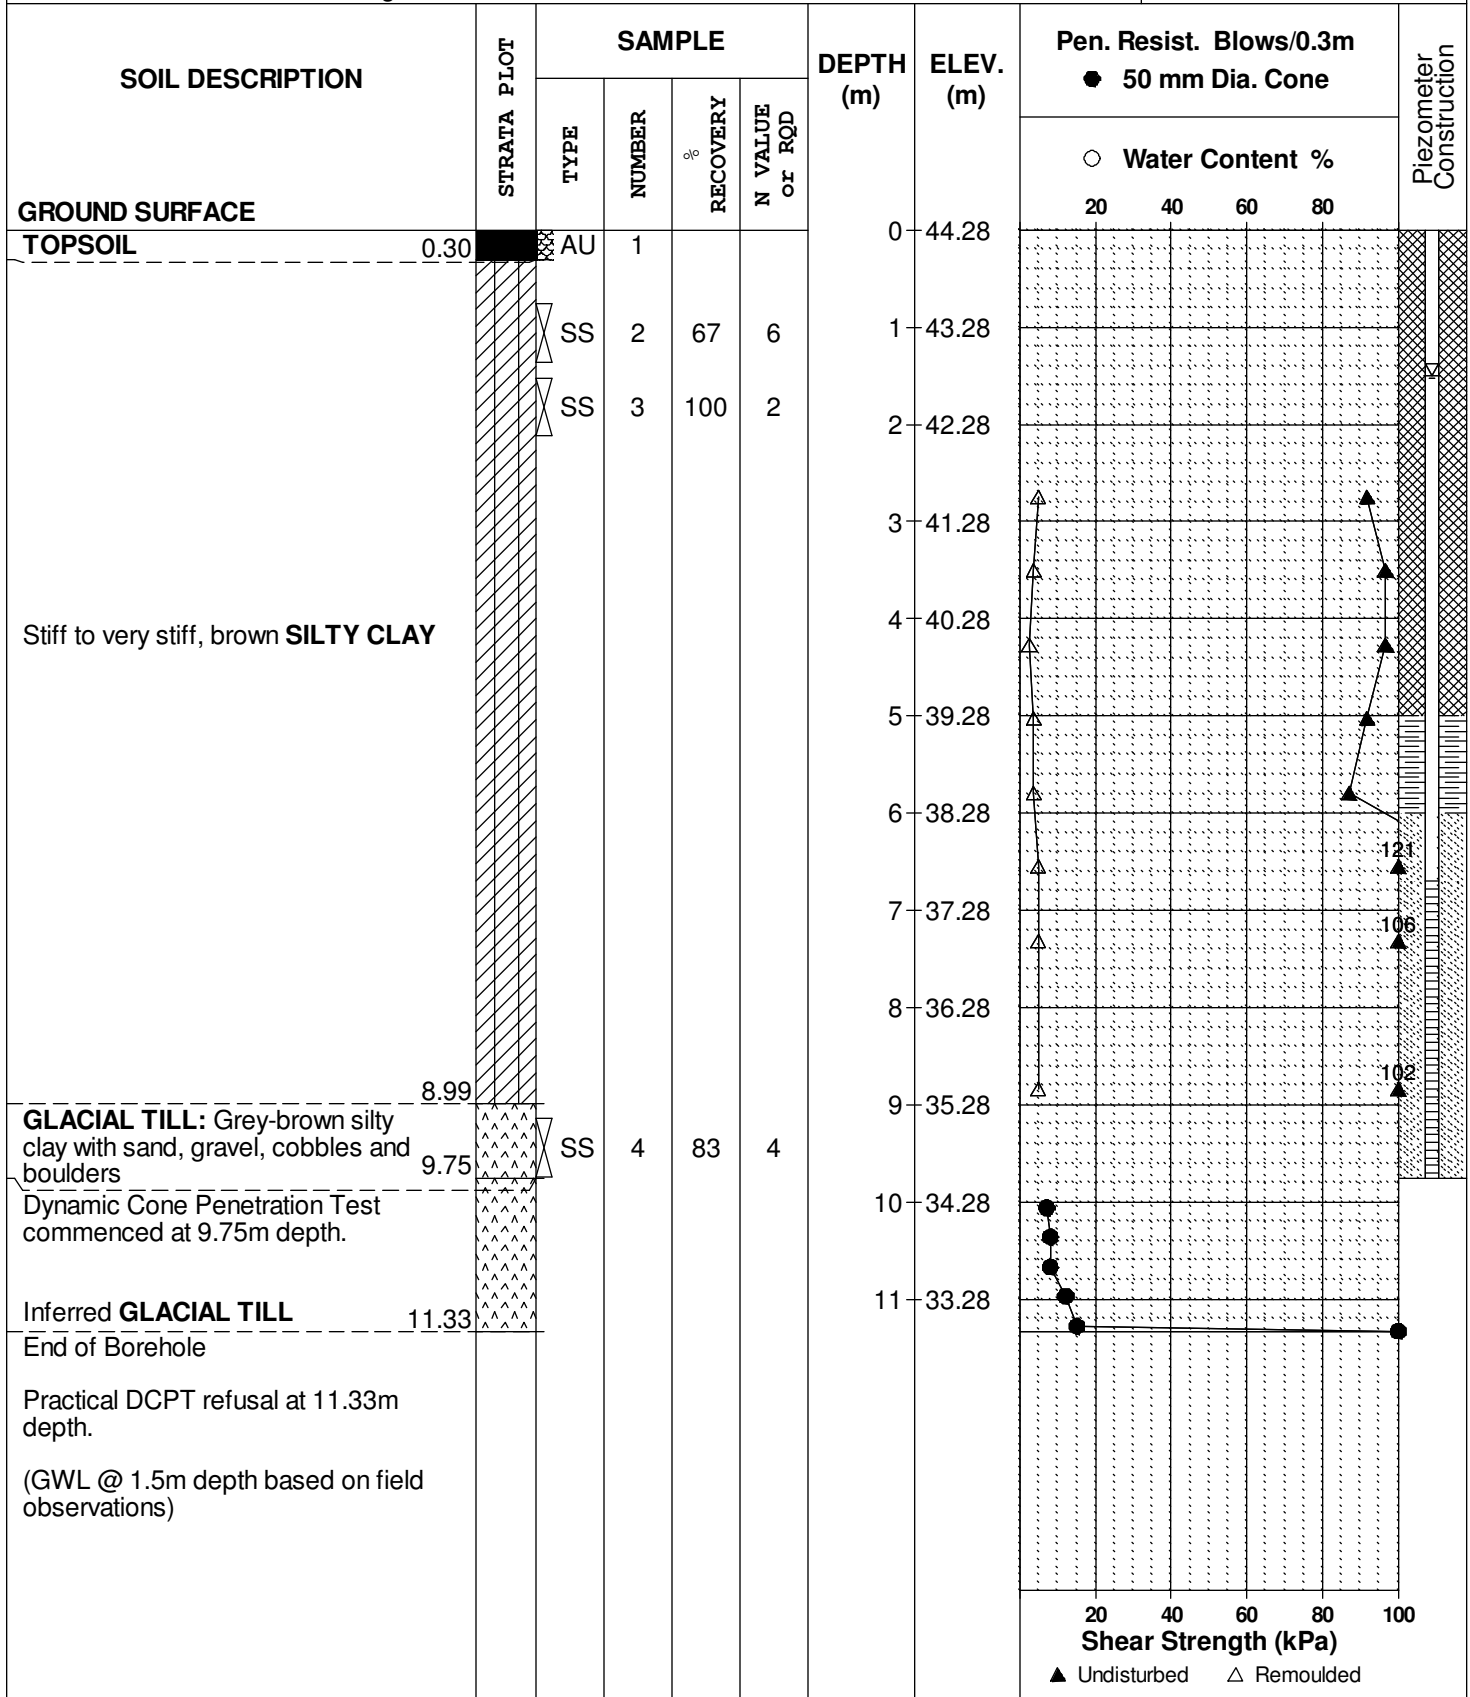 SOIL DESCRIPTION
GROUND SURFACE
STRATA PLOT
SAMPLE
TYPE
NUMBER
% RECOVERY
N VALUE or RQD
DEPTH (m)
ELEV. (m)
Pen. Resist. Blows/0.3m
● 50 mm Dia. Cone
○ Water Content %
20 40 60 80
Piezometer Construction
TOPSOIL 0.30
AU 1
SS 2 67 6
SS 3 100 2
Stiff to very stiff, brown SILTY CLAY
8.99
GLACIAL TILL: Grey-brown silty
clay with sand, gravel, cobbles and
boulders 9.75
SS 4 83 4
Dynamic Cone Penetration Test
commenced at 9.75m depth.
Inferred GLACIAL TILL 11.33
End of Borehole
Practical DCPT refusal at 11.33m
depth.
(GWL @ 1.5m depth based on field
observations)
0 44.28
1 43.28
2 42.28
3 41.28
4 40.28
5 39.28
6 38.28
7 37.28
8 36.28
9 35.28
10 34.28
11 33.28
121
106
102
20 40 60 80 100
Shear Strength (kPa)
▲ Undisturbed △ Remoulded